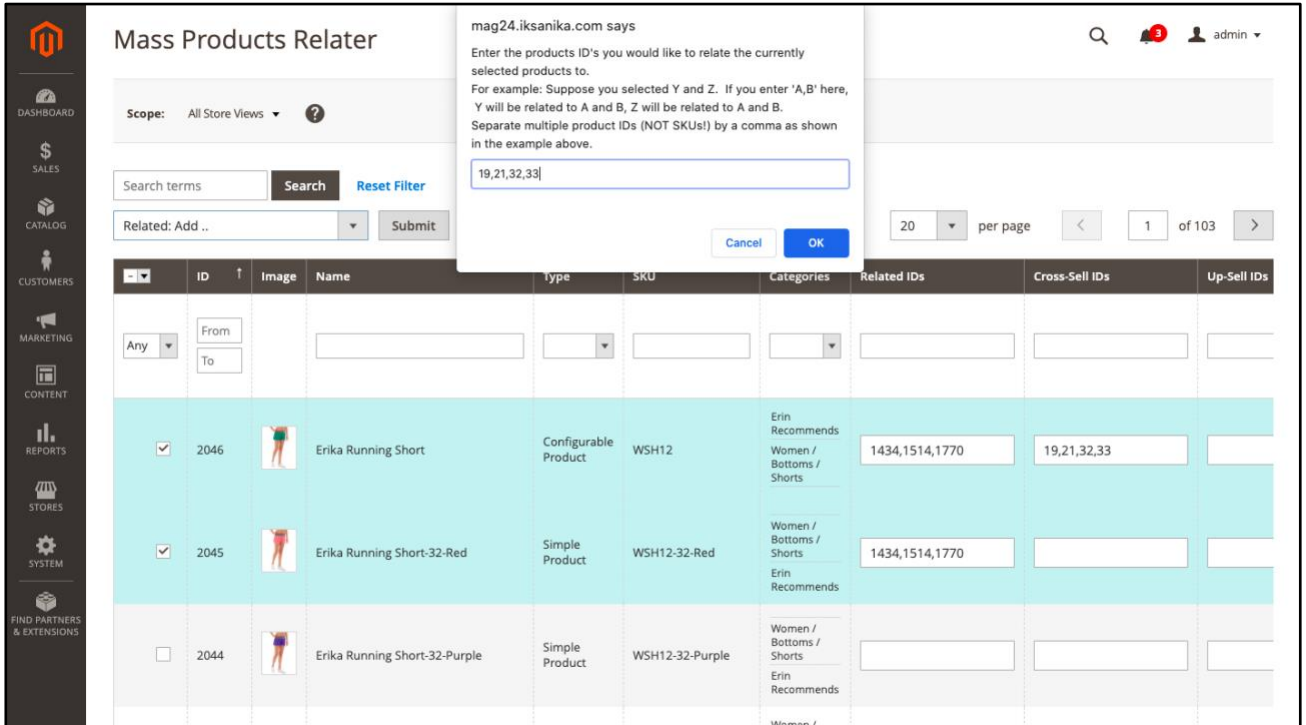 Mass Products Relater
mag24.iksanika.com says
Enter the products ID's you would like to relate the currently
selected products to.
For example: Suppose you selected Y and Z. If you enter 'A,B' here,
Y will be related to A and B, Z will be related to A and B.
Separate multiple product IDs (NOT SKUs!) by a comma as shown
in the example above.
19,21,32,33
Cancel
OK
3
admin
DASHBOARD
SALES
CATALOG
CUSTOMERS
MARKETING
CONTENT
REPORTS
STORES
SYSTEM
FIND PARTNERS
& EXTENSIONS
Scope: All Store Views ?
Search terms Search Reset Filter
Related: Add .. Submit
20 per page 1 of 103
ID ↑ Image Name Type SKU Categories Related IDs Cross-Sell IDs Up-Sell IDs
Any
From
To
2046 Erika Running Short
Configurable
Product
WSH12
Erin
Recommends
Women /
Bottoms /
Shorts
1434,1514,1770
19,21,32,33
2045 Erika Running Short-32-Red
Simple
Product
WSH12-32-Red
Women /
Bottoms /
Shorts
Erin
Recommends
1434,1514,1770
2044 Erika Running Short-32-Purple
Simple
Product
WSH12-32-Purple
Women /
Bottoms /
Shorts
Erin
Recommends
Women /